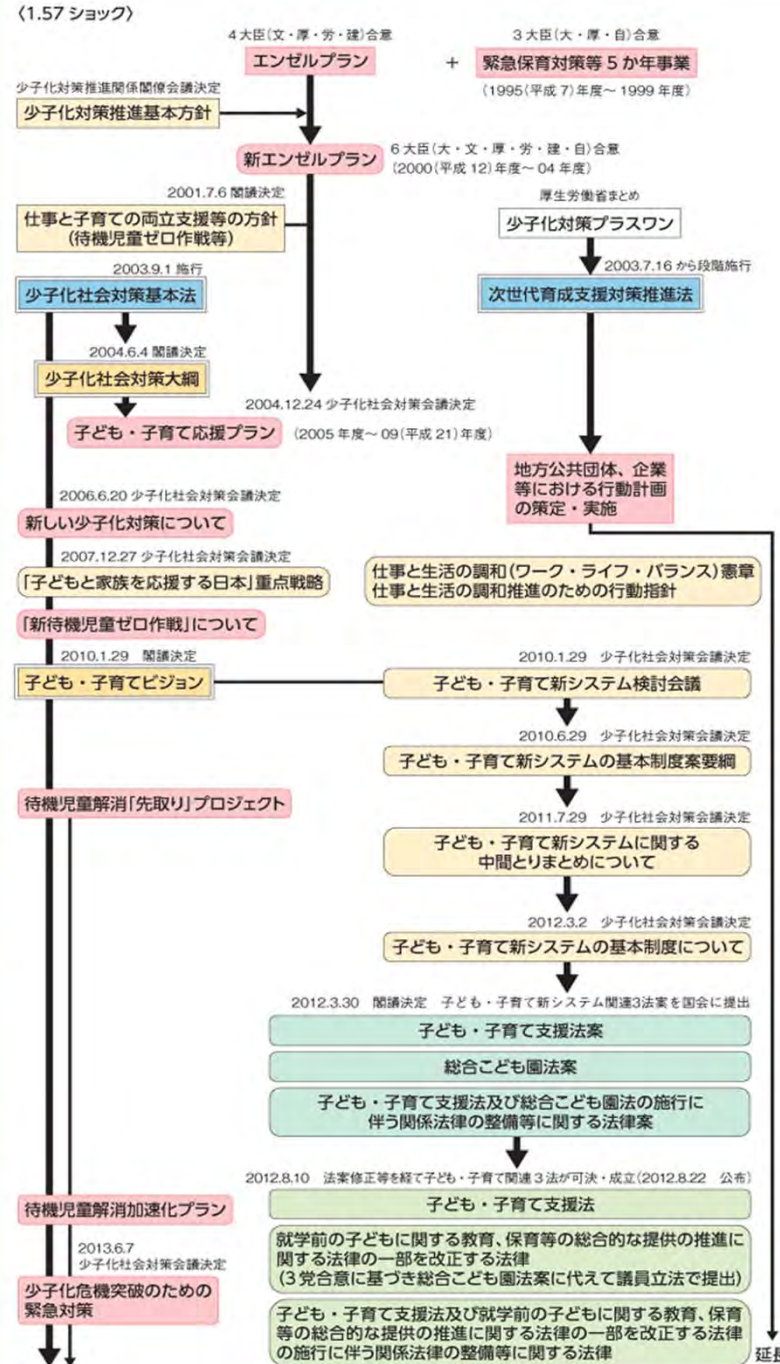 〈1.57 ショック〉
4大臣（文・厚・労・建）合意
エンゼルプラン
+
3大臣（大・厚・自）合意
緊急保育対策等5か年事業
（1995（平成7）年度～1999年度）
少子化対策推進関係閣僚会議決定
少子化対策推進基本方針
新エンゼルプラン
6大臣（大・文・厚・労・建・自）合意
（2000（平成12）年度～04年度）
2001.7.6 閣議決定
仕事と子育ての両立支援等の方針
（待機児童ゼロ作戦等）
厚生労働省まとめ
少子化対策プラスワン
2003.9.1 施行
少子化社会対策基本法
2003.7.16 から段階施行
次世代育成支援対策推進法
2004.6.4 閣議決定
少子化社会対策大綱
2004.12.24 少子化社会対策会議決定
子ども・子育て応援プラン
（2005年度～09（平成21）年度）
地方公共団体、企業
等における行動計画
の策定・実施
2006.6.20 少子化社会対策会議決定
新しい少子化対策について
2007.12.27 少子化社会対策会議決定
「子どもと家族を応援する日本」重点戦略
仕事と生活の調和（ワーク・ライフ・バランス）憲章
仕事と生活の調和推進のための行動指針
「新待機児童ゼロ作戦」について
2010.1.29 閣議決定
子ども・子育てビジョン
2010.1.29 少子化社会対策会議決定
子ども・子育て新システム検討会議
2010.6.29 少子化社会対策会議決定
子ども・子育て新システムの基本制度案要綱
待機児童解消「先取り」プロジェクト
2011.7.29 少子化社会対策会議決定
子ども・子育て新システムに関する
中間とりまとめについて
2012.3.2 少子化社会対策会議決定
子ども・子育て新システムの基本制度について
2012.3.30 閣議決定 子ども・子育て新システム関連3法案を国会に提出
子ども・子育て支援法案
総合こども園法案
子ども・子育て支援法及び総合こども園法の施行に
伴う関係法律の整備等に関する法律案
2012.8.10 法案修正等を経て子ども・子育て関連3法が可決・成立（2012.8.22 公布）
子ども・子育て支援法
待機児童解消加速化プラン
就学前の子どもに関する教育、保育等の総合的な提供の推進に
関する法律の一部を改正する法律
（3党合意に基づき総合こども園法案に代えて議員立法で提出）
2013.6.7
少子化社会対策会議決定
少子化危機突破のための
緊急対策
子ども・子育て支援法及び就学前の子どもに関する教育、保育
等の総合的な提供の推進に関する法律の一部を改正する法律
の施行に伴う関係法律の整備等に関する法律
延長